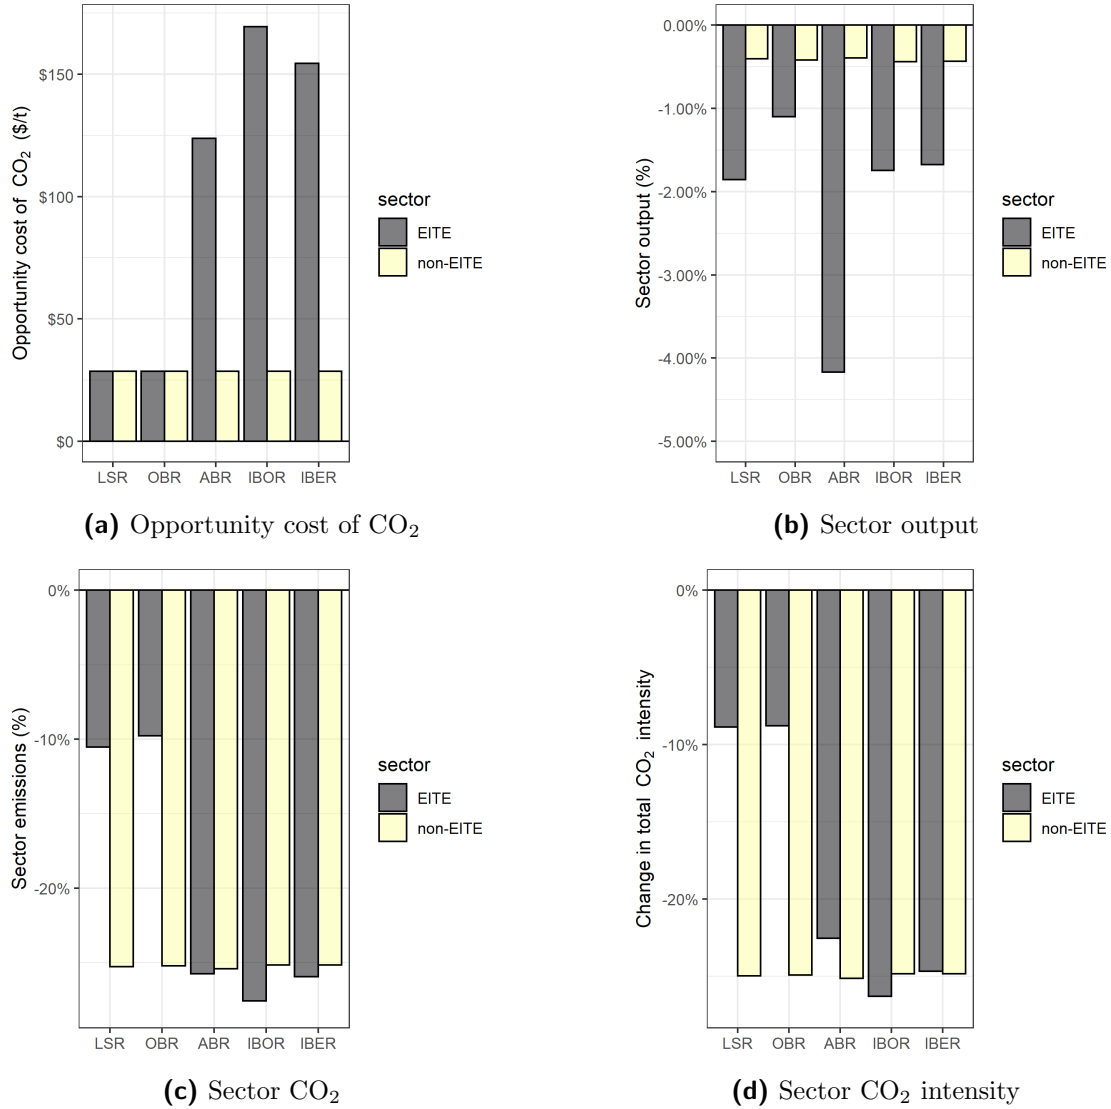 Opportunity cost of CO2 ($/t)
$150
$100
$50
$0
LSR OBR ABR IBOR IBER
sector
EITE
non-EITE
(a) Opportunity cost of CO2
Sector output (%)
0.00%
-1.00%
-2.00%
-3.00%
-4.00%
-5.00%
LSR OBR ABR IBOR IBER
sector
EITE
non-EITE
(b) Sector output
Sector emissions (%)
0%
-10%
-20%
LSR OBR ABR IBOR IBER
sector
EITE
non-EITE
(c) Sector CO2
Change in total CO2 intensity
0%
-10%
-20%
LSR OBR ABR IBOR IBER
sector
EITE
non-EITE
(d) Sector CO2 intensity